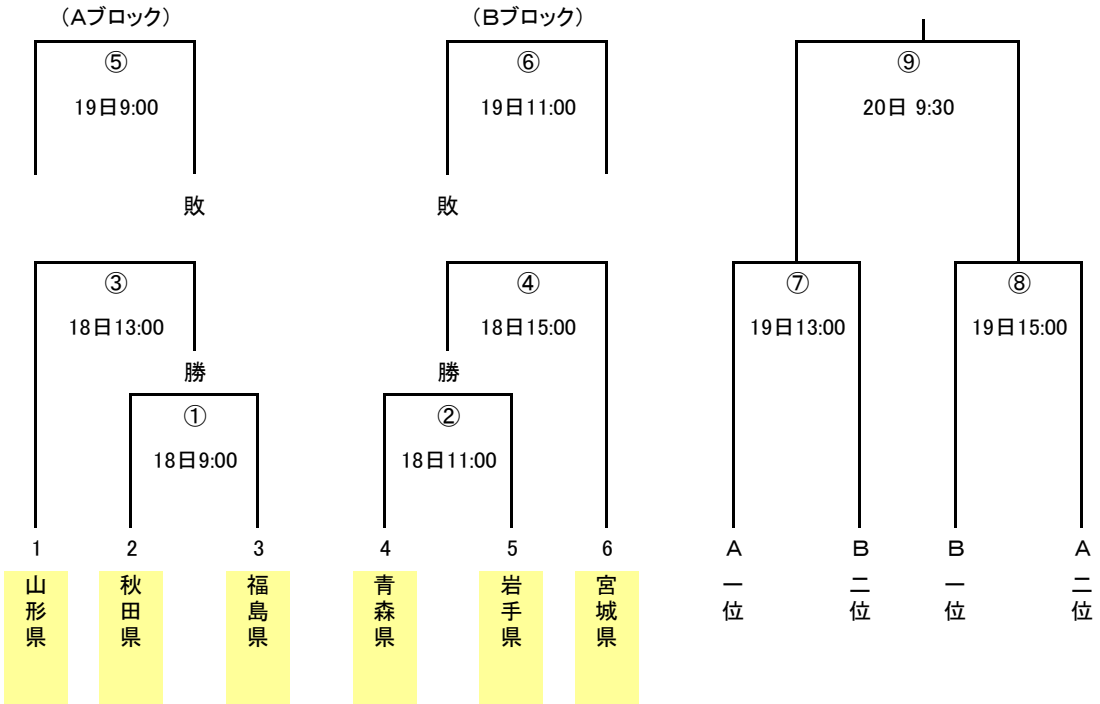 （Aブロック）
（Bブロック）
⑤
⑥
⑨
19日9:00
19日11:00
20日 9:30
敗
敗
③
④
⑦
⑧
18日13:00
18日15:00
19日13:00
19日15:00
勝
勝
①
②
18日9:00
18日11:00
1
2
3
4
5
6
A
B
B
A
山形県
秋田県
福島県
青森県
岩手県
宮城県
一位
二位
一位
二位